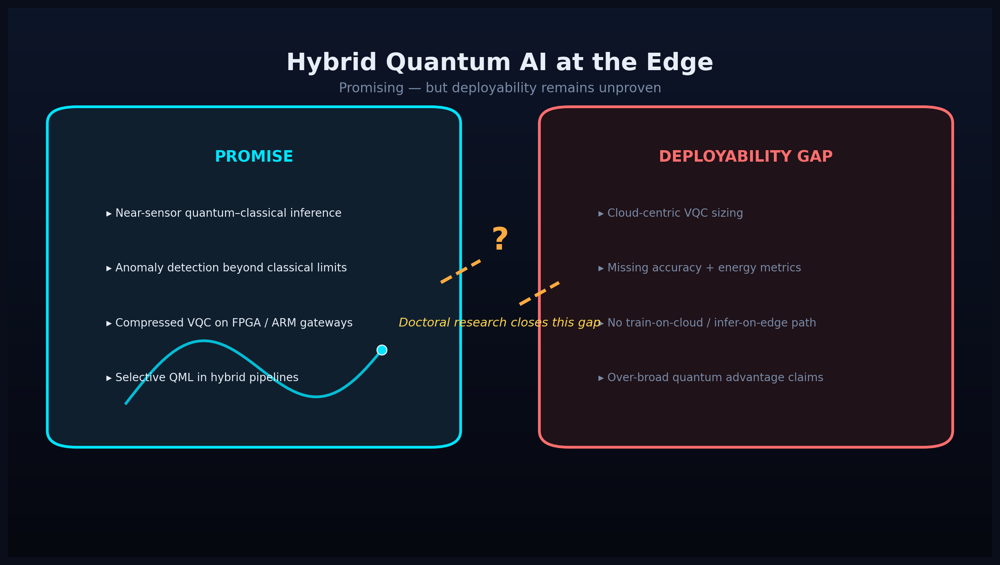 Hybrid Quantum AI at the Edge
Promising — but deployability remains unproven
PROMISE
▸ Near-sensor quantum–classical inference
▸ Anomaly detection beyond classical limits
▸ Compressed VQC on FPGA / ARM gateways
▸ Selective QML in hybrid pipelines
?
Doctoral research closes this gap
DEPLOYABILITY GAP
▸ Cloud-centric VQC sizing
▸ Missing accuracy + energy metrics
▸ No train-on-cloud / infer-on-edge path
▸ Over-broad quantum advantage claims